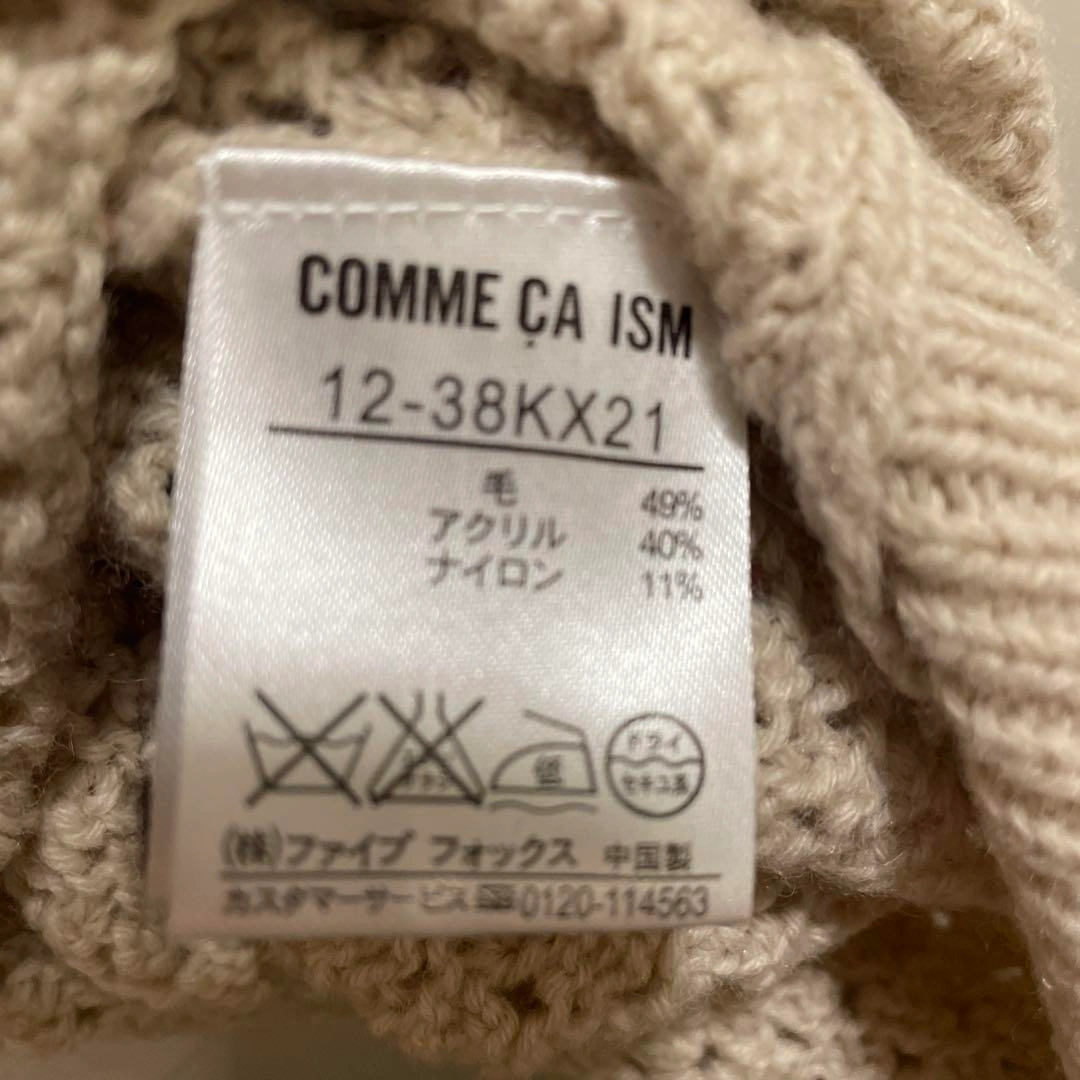 COMME ÇA ISM
12-38KX21
毛 49%
アクリル 40%
ナイロン 11%
低
ドライ
セキユ系
(株)ファイブ フォックス 中国製
カスタマーサービス 0120-114563